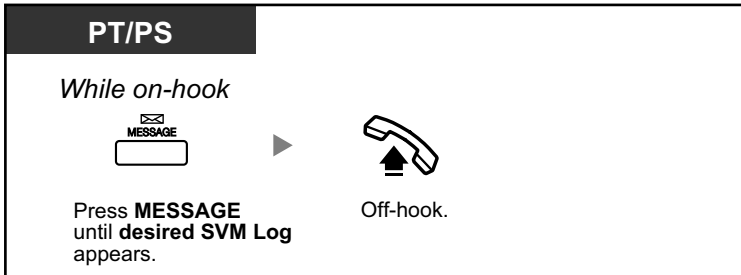 PT/PS
While on-hook
MESSAGE
Press MESSAGE
until desired SVM Log
appears.
Off-hook.